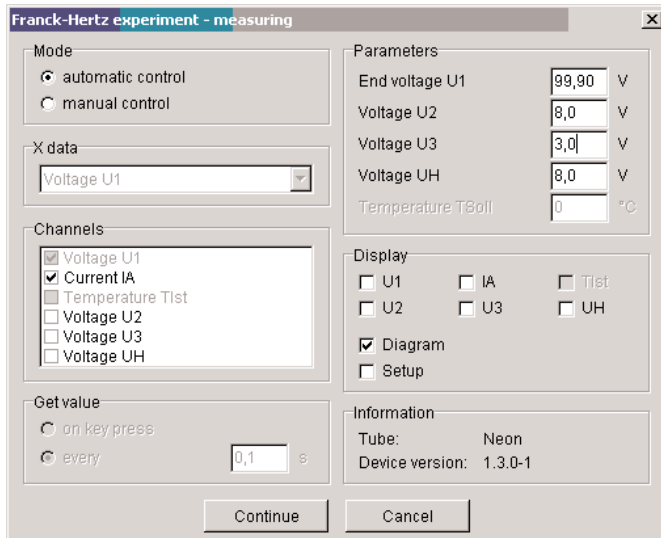 Franck-Hertz experiment - measuring
Mode
automatic control
manual control
X data
Voltage U1
Channels
Voltage U1
Current IA
Temperature TIst
Voltage U2
Voltage U3
Voltage UH
Get value
on key press
every 0,1 s
Parameters
End voltage U1 99,90 V
Voltage U2 8,0 V
Voltage U3 3,0 V
Voltage UH 8,0 V
Temperature TSoll 0 °C
Display
U1 IA TIst
U2 U3 UH
Diagram
Setup
Information
Tube: Neon
Device version: 1.3.0-1
Continue Cancel